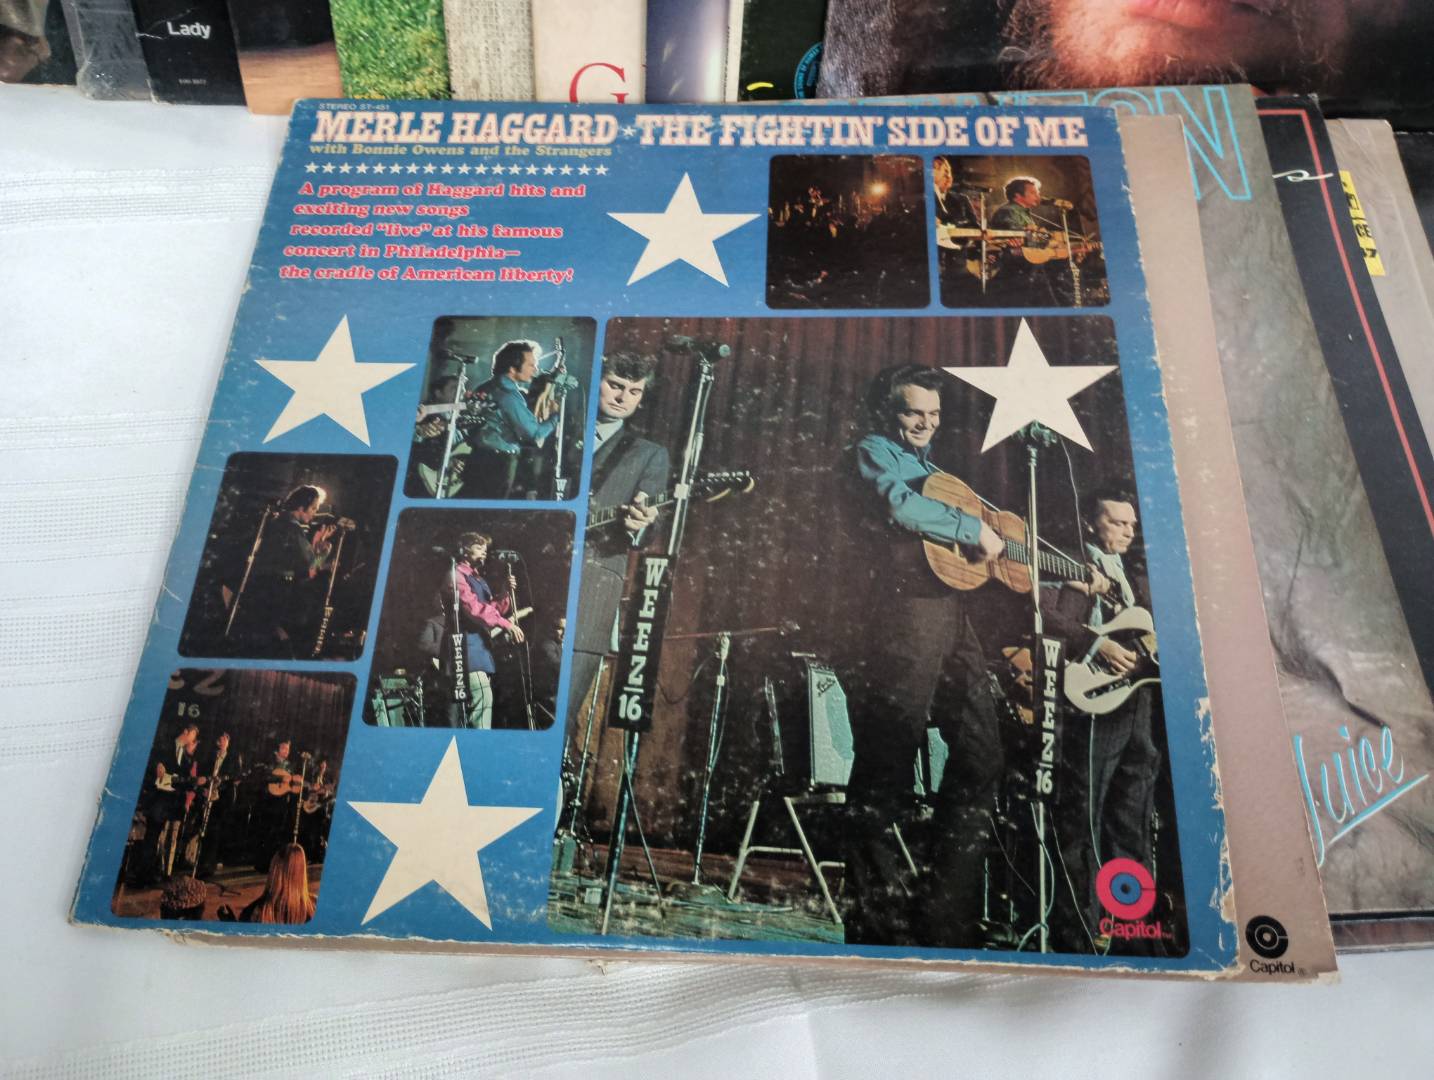 Lady
G
STEREO ST-451
MERLE HAGGARD ★ THE FIGHTIN' SIDE OF ME
with Bonnie Owens and the Strangers
A program of Haggard hits and
exciting new songs
recorded "live" at his famous
concert in Philadelphia—
the cradle of American liberty!
WEEZ
16
WEEZ
16
WEEZ
16
16
Capitol
Capitol
Juice